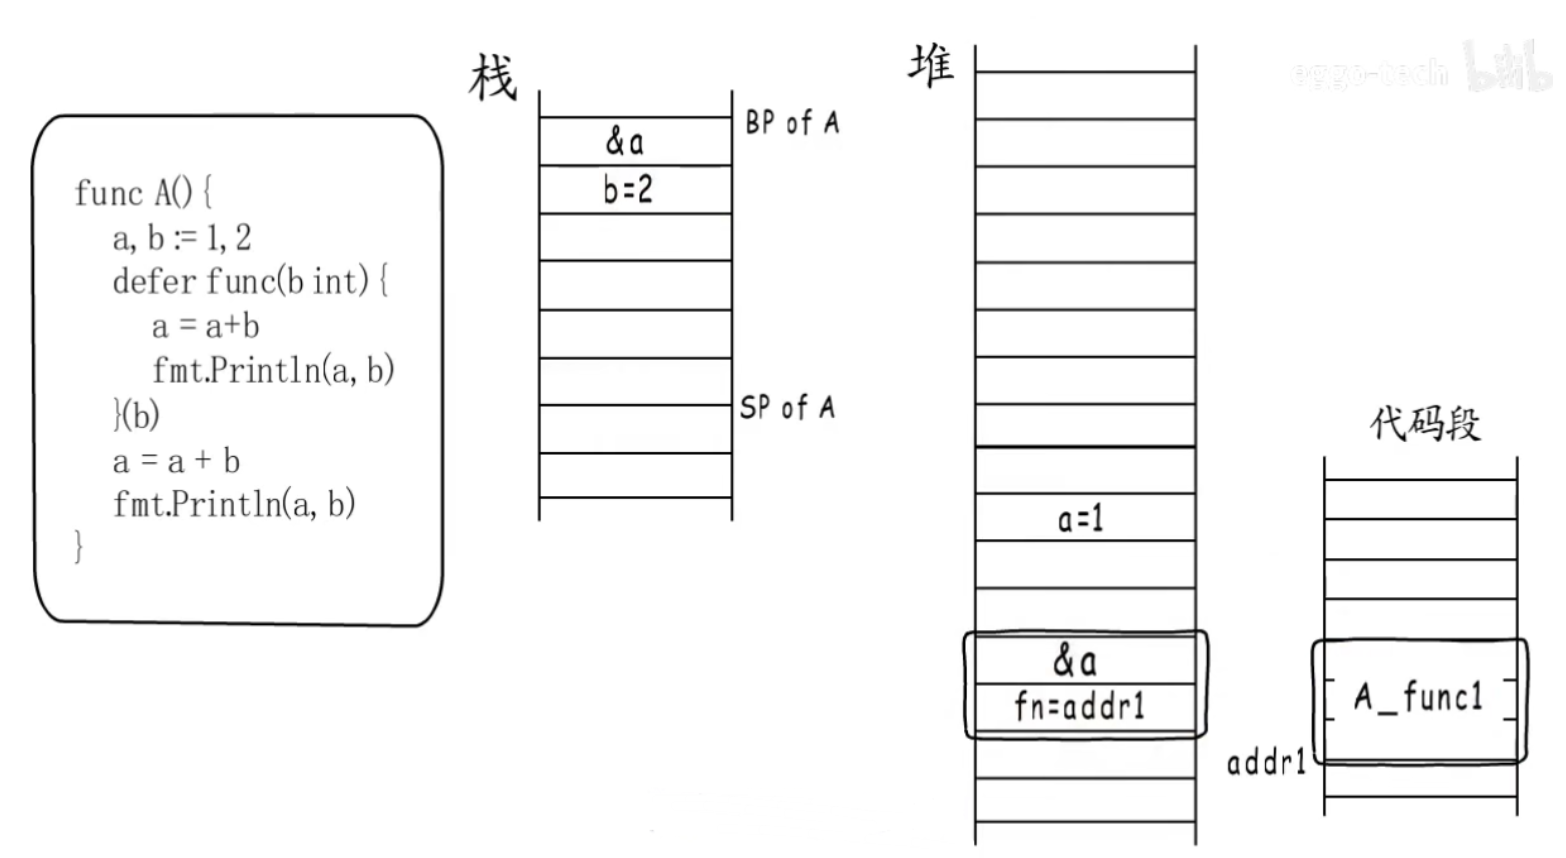 eggo-tech bilibili
栈
堆
BP of A
&a
b=2
SP of A
func A() {
a, b := 1, 2
defer func(b int) {
a = a+b
fmt.Println(a, b)
}(b)
a = a + b
fmt.Println(a, b)
}
a=1
&a
fn=addr1
代码段
A_func1
addr1